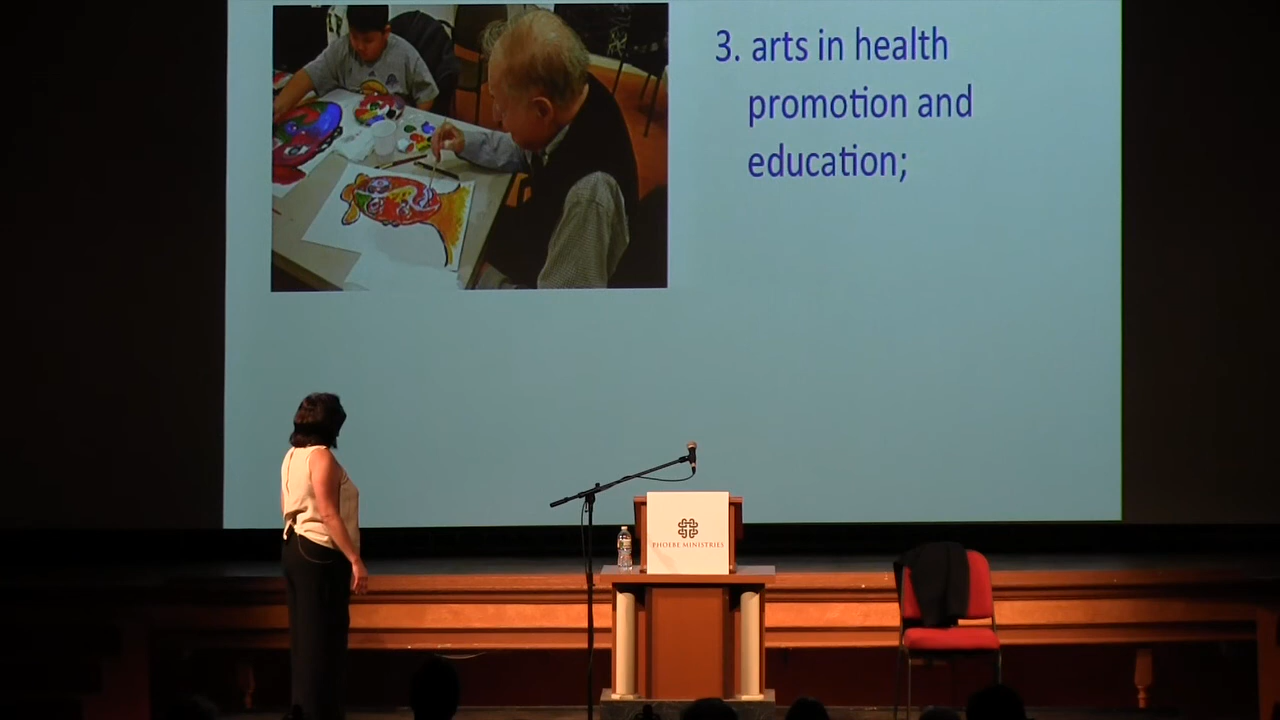 3. arts in health
promotion and
education;
PHOEBE MINISTRIES